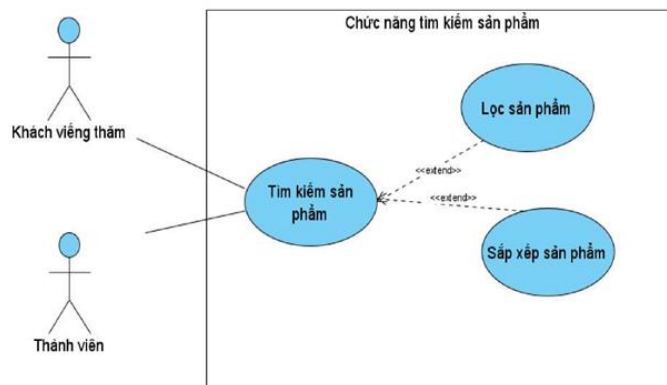 Chức năng tìm kiếm sản phẩm
Khách viếng thăm
Lọc sản phẩm
<<extend>>
Tìm kiếm sản
phẩm
<<extend>>
Sắp xếp sản phẩm
Thành viên